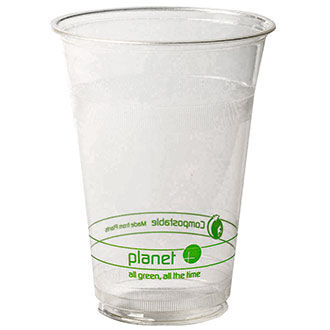 Compostable Made from Plants
planet +
all green, all the time